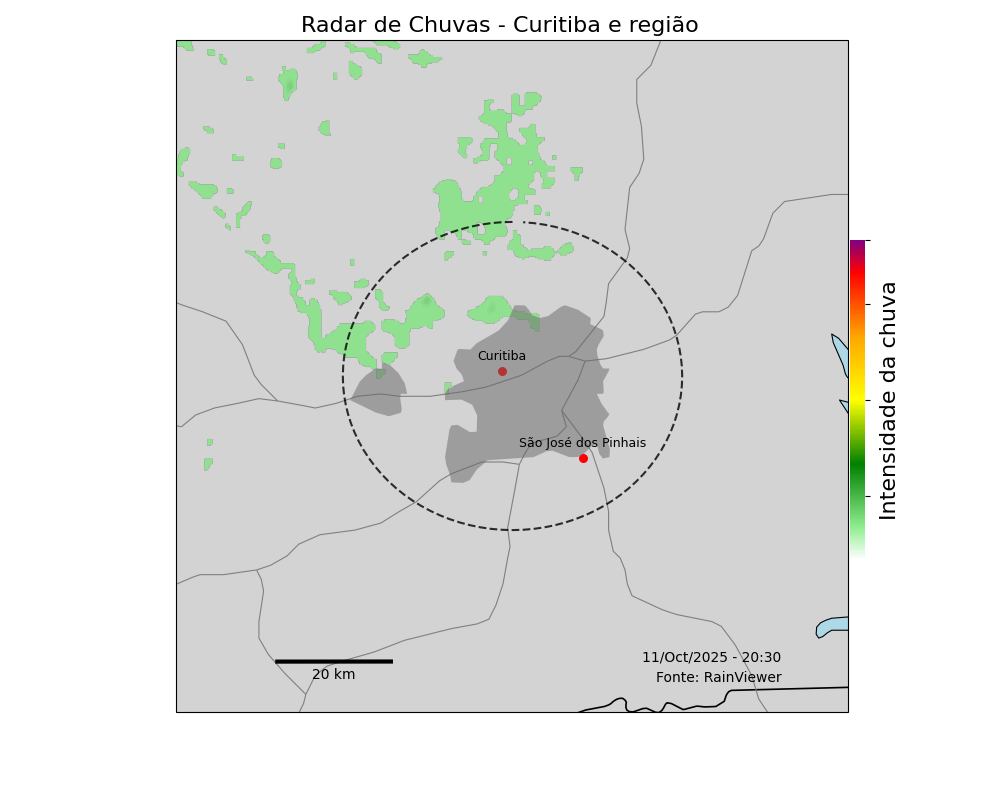 Radar de Chuvas - Curitiba e região
Curitiba
São José dos Pinhais
Intensidade da chuva
11/Oct/2025 - 20:30
Fonte: RainViewer
20 km